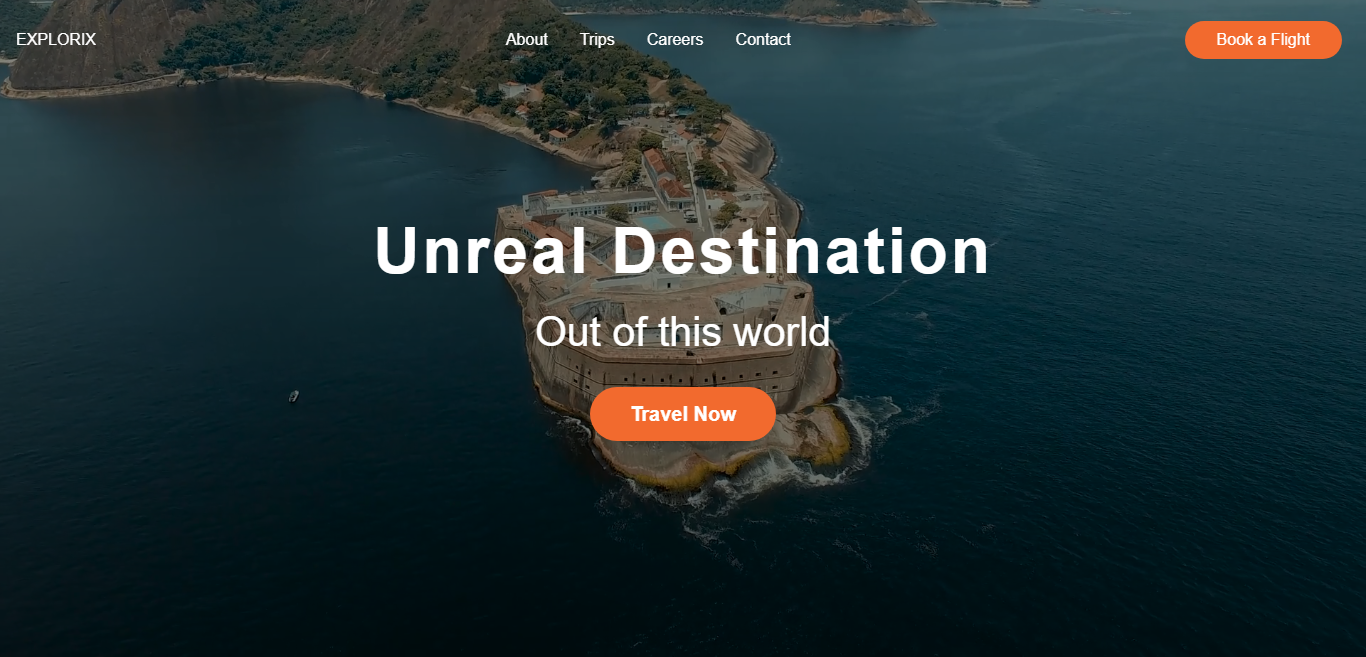 EXPLORIX
About
Trips
Careers
Contact
Book a Flight
Unreal Destination
Out of this world
Travel Now